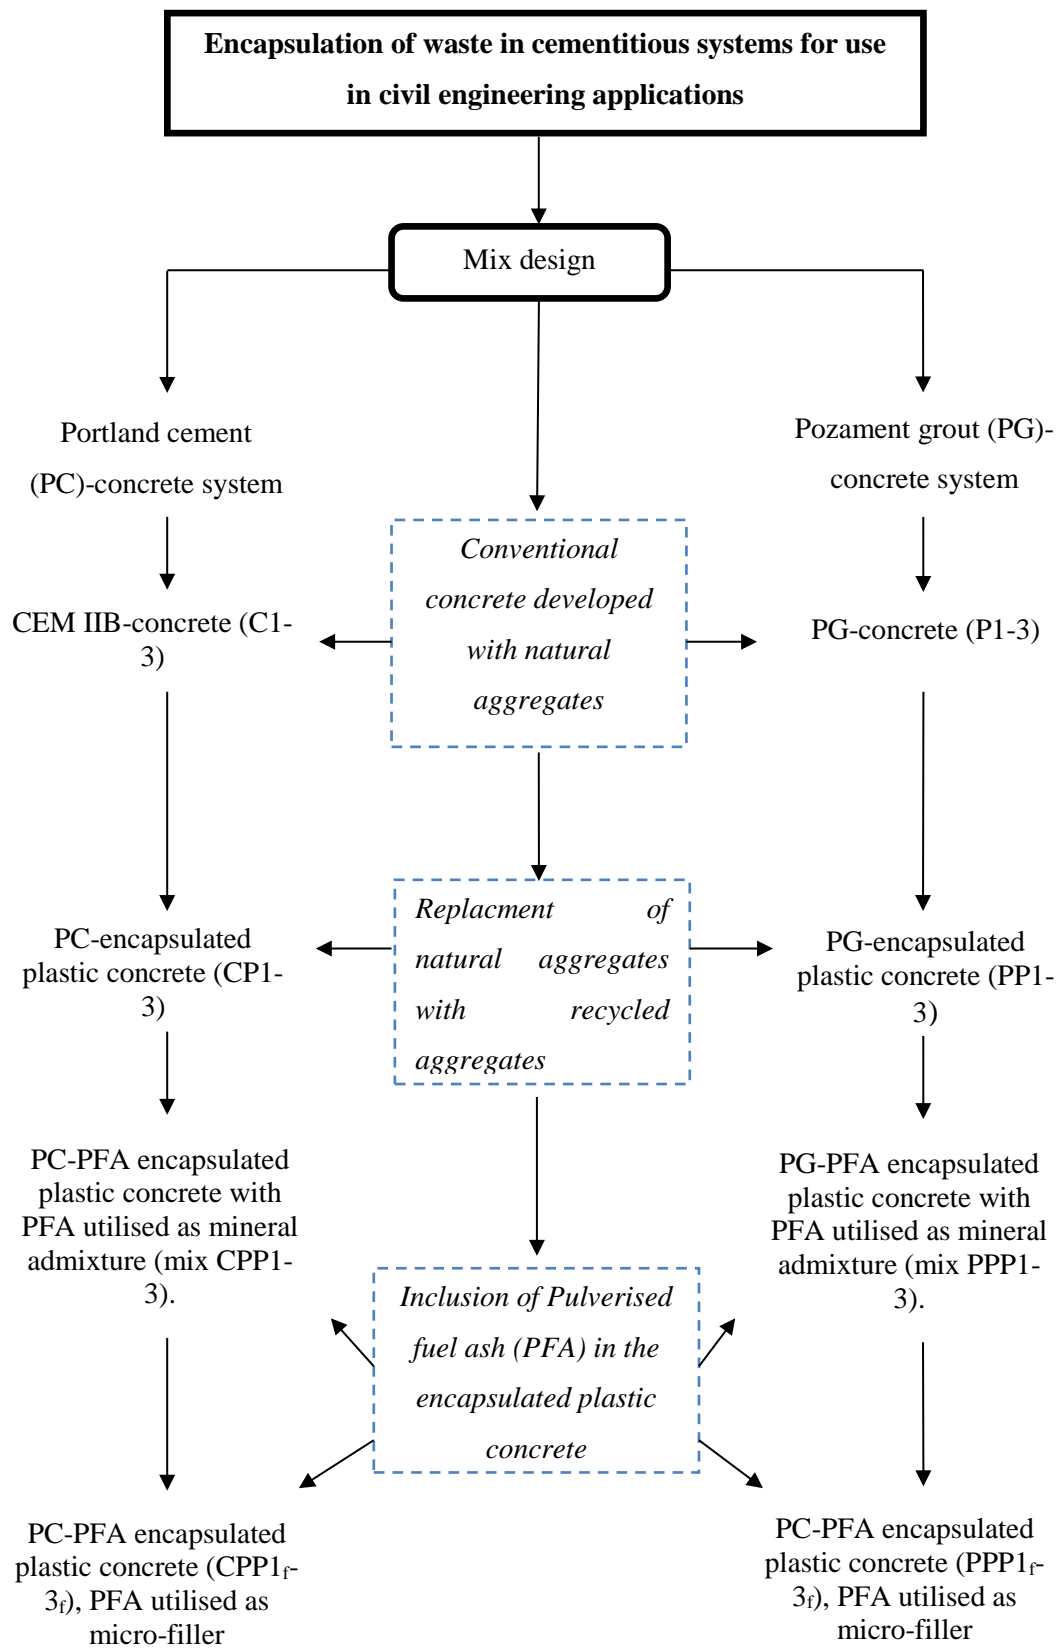 Encapsulation of waste in cementitious systems for use
in civil engineering applications
Mix design
Portland cement
(PC)-concrete system
Pozament grout (PG)-
concrete system
Conventional
concrete developed
with natural
aggregates
CEM IIB-concrete (C1-
3)
PG-concrete (P1-3)
Replacment of
natural aggregates
with recycled
aggregates
PC-encapsulated
plastic concrete (CP1-
3)
PG-encapsulated
plastic concrete (PP1-
3)
PC-PFA encapsulated
plastic concrete with
PFA utilised as mineral
admixture (mix CPP1-
3).
PG-PFA encapsulated
plastic concrete with
PFA utilised as mineral
admixture (mix PPP1-
3).
Inclusion of Pulverised
fuel ash (PFA) in the
encapsulated plastic
concrete
PC-PFA encapsulated
plastic concrete (CPP1f-
3f), PFA utilised as
micro-filler
PC-PFA encapsulated
plastic concrete (PPP1f-
3f), PFA utilised as
micro-filler